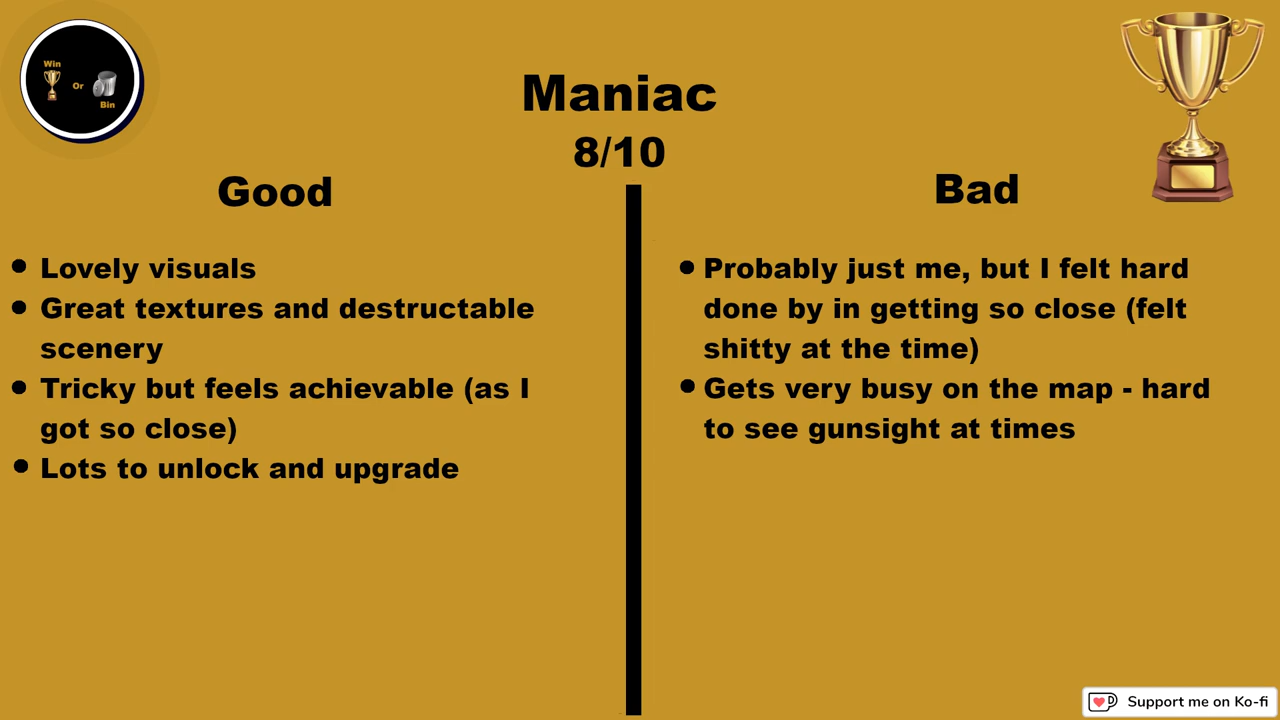 Win
Or
Bin
Maniac
8/10
Good
Lovely visuals
Great textures and destructable
scenery
Tricky but feels achievable (as I
got so close)
Lots to unlock and upgrade
Bad
Probably just me, but I felt hard
done by in getting so close (felt
shitty at the time)
Gets very busy on the map - hard
to see gunsight at times
Support me on Ko-fi